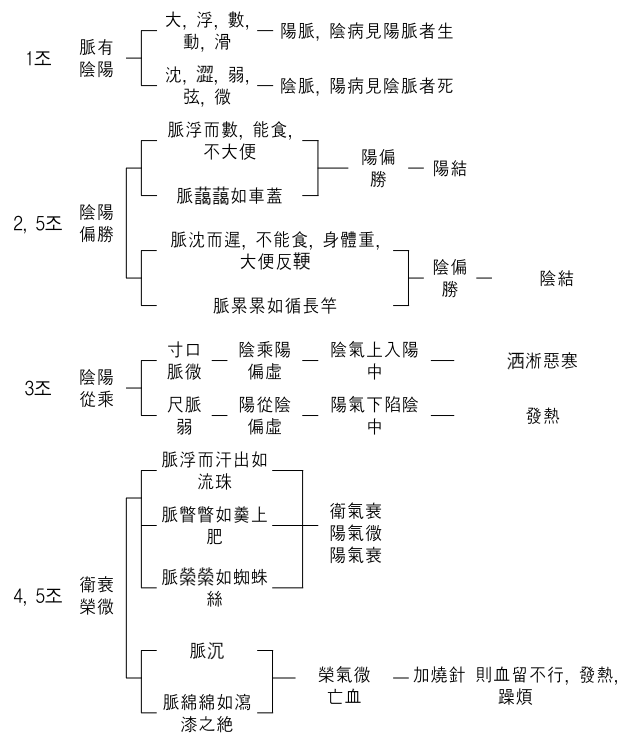 1조
脈有
陰陽
大, 浮, 數,
動, 滑
陽脈, 陰病見陽脈者生
沈, 澀, 弱,
弦, 微
陰脈, 陽病見陰脈者死
2, 5조
陰陽
偏勝
脈浮而數, 能食,
不大便
脈藹藹如車蓋
陽偏
勝
陽結
脈沈而遲, 不能食, 身體重,
大便反鞕
脈累累如循長竿
陰偏
勝
陰結
3조
陰陽
從乘
寸口
脈微
陰乘陽
偏虛
陰氣上入陽
中
洒淅惡寒
尺脈
弱
陽從陰
偏虛
陽氣下陷陰
中
發熱
4, 5조
衛衰
榮微
脈浮而汗出如
流珠
脈瞥瞥如羹上
肥
脈縈縈如蜘蛛
絲
衛氣衰
陽氣微
陽氣衰
脈沉
脈綿綿如瀉
漆之絶
榮氣微
亡血
加燒針 則血留不行, 發熱,
躁煩